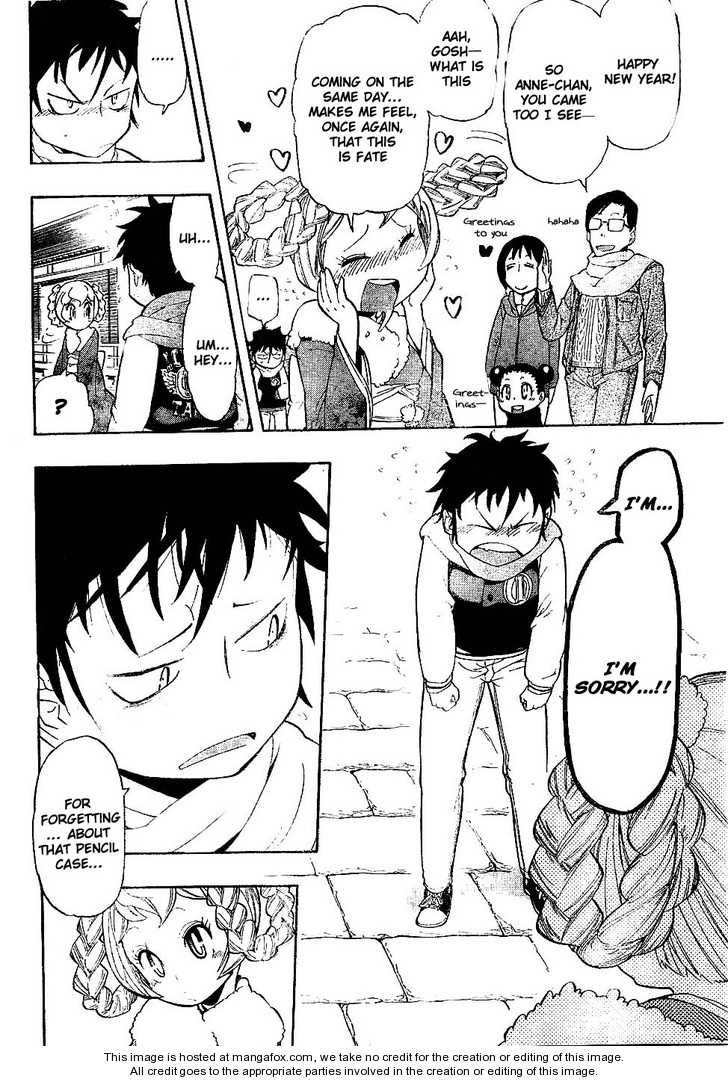 HAPPY
NEW YEAR!
SO
ANNE-CHAN,
YOU CAME
TOO I SEE—
AAH,
GOSH—
WHAT IS
THIS
COMING ON THE
SAME DAY...
MAKES ME FEEL,
ONCE AGAIN,
THAT THIS
IS FATE
hahaha
Greetings
to you
Greet-
ings—
...
.....
UH...
UM...
HEY...
?
I'M...
I'M
SORRY...!!
FOR
FORGETTING
... ABOUT
THAT PENCIL
CASE...
This image is hosted at mangafox.com, we take no credit for the creation or editing of this image.
All credit goes to the appropriate parties involved in the creation or editing of this image.